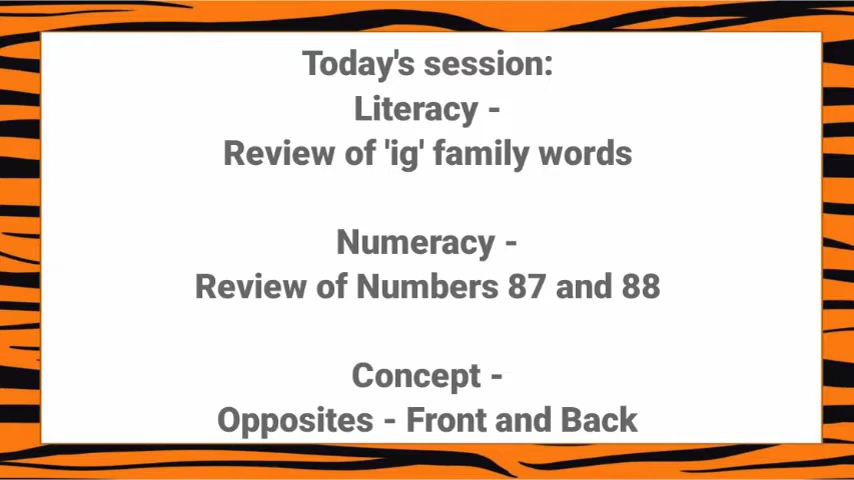 Today's session:
Literacy -
Review of 'ig' family words
Numeracy -
Review of Numbers 87 and 88
Concept -
Opposites - Front and Back